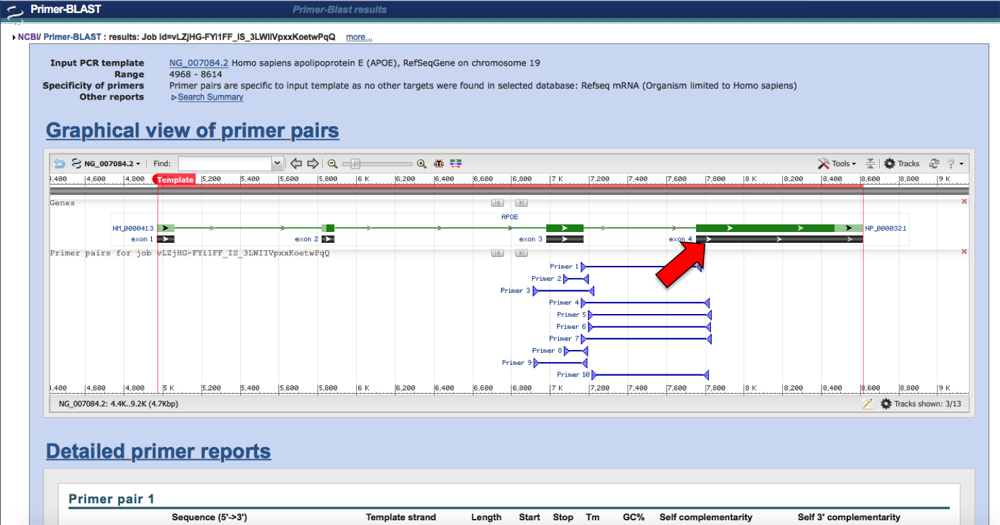 Primer-BLAST Primer-Blast results
NCBI/ Primer-BLAST : results: Job id=vLZjHG-FYi1FF_IS_3LWIIVpxxKoetwPqQ more...
Input PCR template NG_007084.2 Homo sapiens apolipoprotein E (APOE), RefSeqGene on chromosome 19
Range 4968 - 8614
Specificity of primers Primer pairs are specific to input template as no other targets were found in selected database: Refseq mRNA (Organism limited to Homo sapiens)
Other reports Search Summary
Graphical view of primer pairs
NG_007084.2 Find: ATG Tools Tracks ?
4,400 4,600 4,800 Template 5,200 5,400 5,600 5,800 6 K 6,200 6,400 6,600 6,800 7 K 7,200 7,400 7,600 7,800 8 K 8,200 8,400 8,600 8,800 9 K
Genes
APOE
NM_000041.3 NP_000032.1
exon 1 exon 2 exon 3 exon 4
Primer pairs for job vLZjHG-FYi1FF_IS_3LWIIVpxxKoetwPqQ
Primer 1
Primer 2
Primer 3
Primer 4
Primer 5
Primer 6
Primer 7
Primer 8
Primer 9
Primer 10
4,400 4,600 4,800 5 K 5,200 5,400 5,600 5,800 6 K 6,200 6,400 6,600 6,800 7 K 7,200 7,400 7,600 7,800 8 K 8,200 8,400 8,600 8,800 9 K
NG_007084.2: 4.4K..9.2K (4.7Kbp) Tracks shown: 3/13
Detailed primer reports
Primer pair 1
Sequence (5'->3') Template strand Length Start Stop Tm GC% Self complementarity Self 3' complementarity